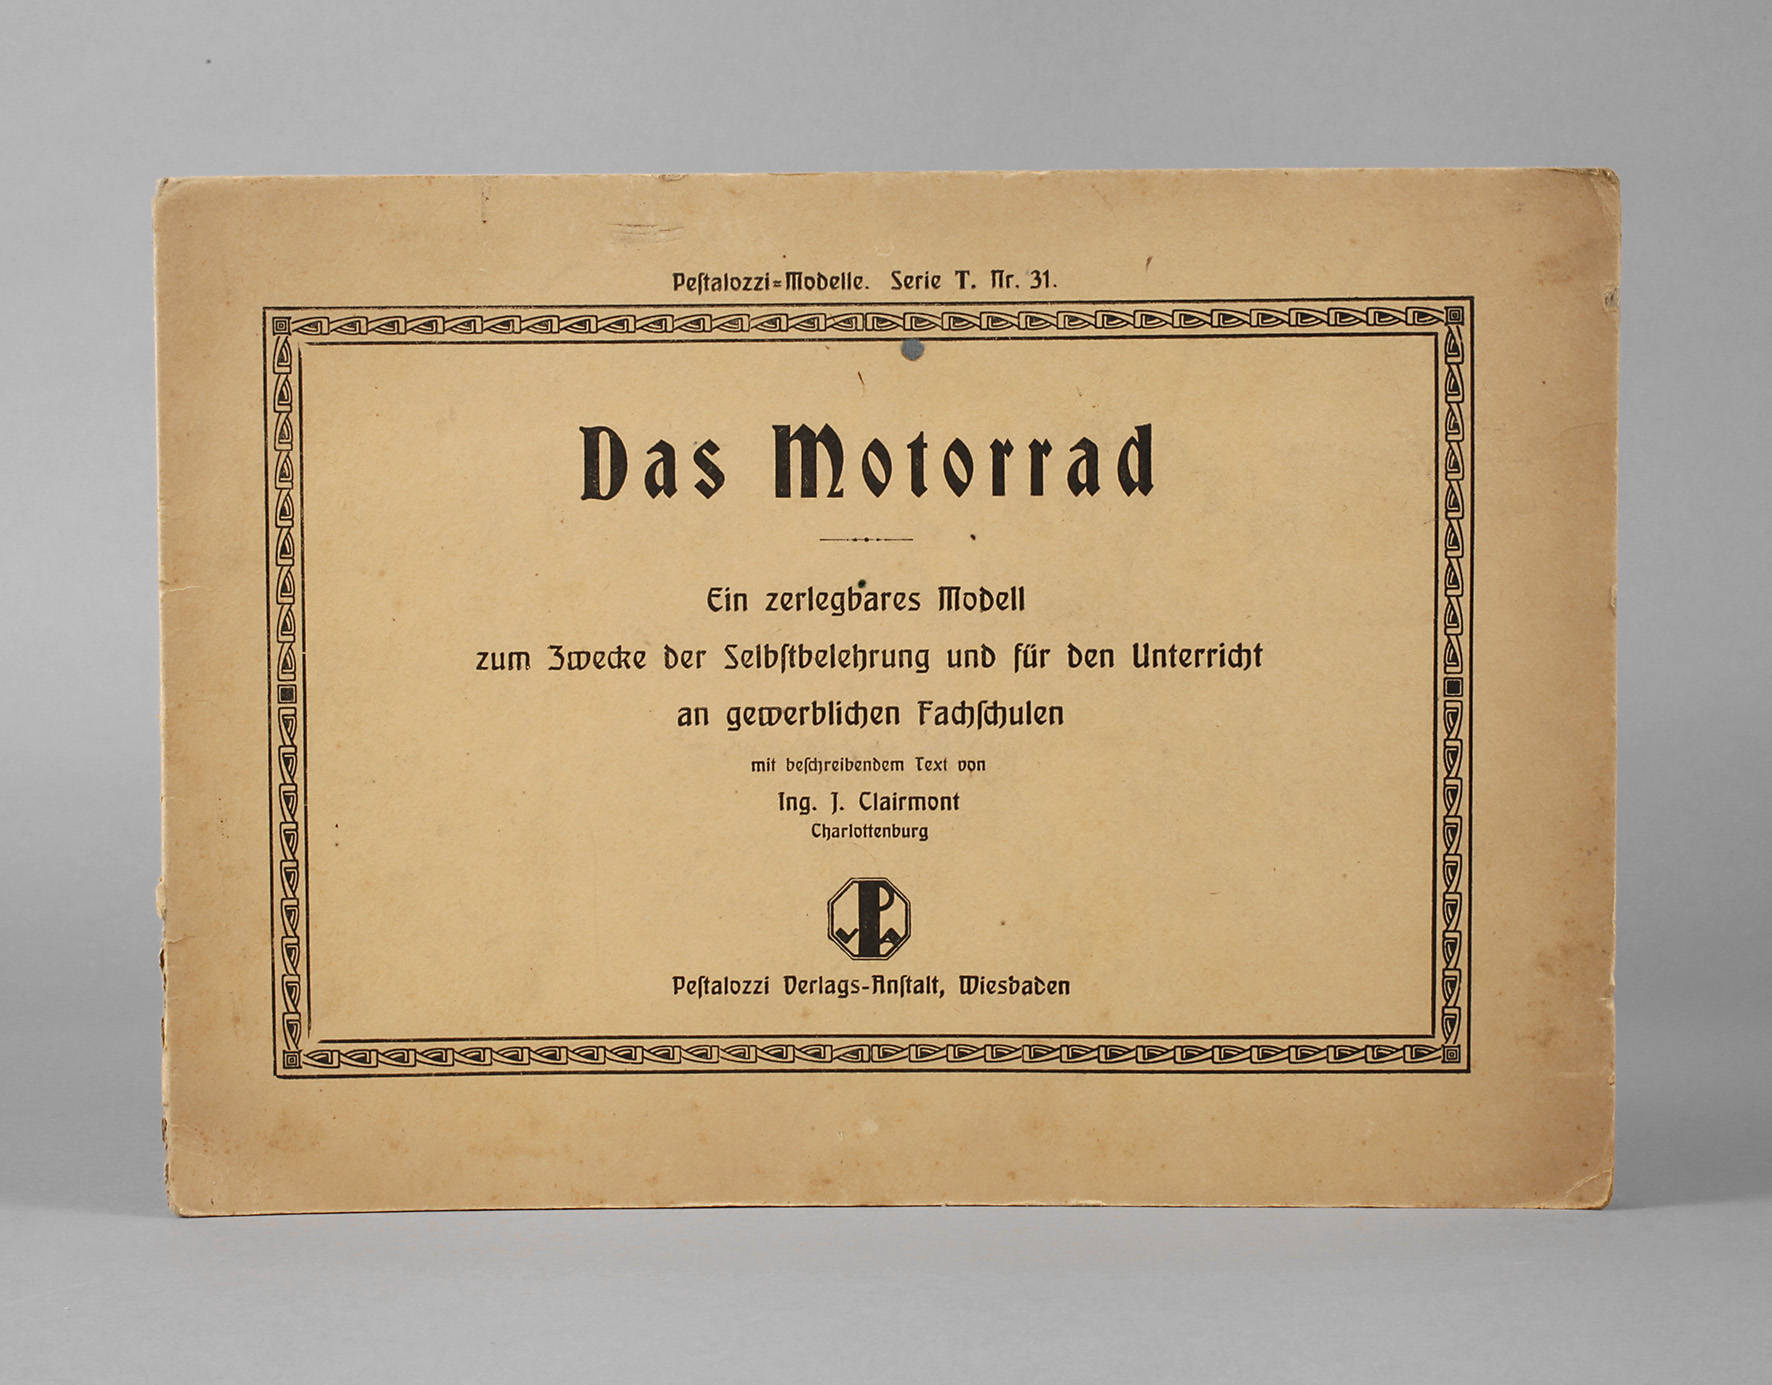 Peſtalozzi=Modelle. Serie T. Nr. 31.
Das Motorrad
Ein zerlegbares Modell
zum Zwecke der Selbſtbelehrung und für den Unterricht
an gewerblichen Fachſchulen
mit beſchreibendem Text von
Ing. J. Clairmont
Charlottenburg
VPA
Peſtalozzi Verlags-Anſtalt, Wiesbaden